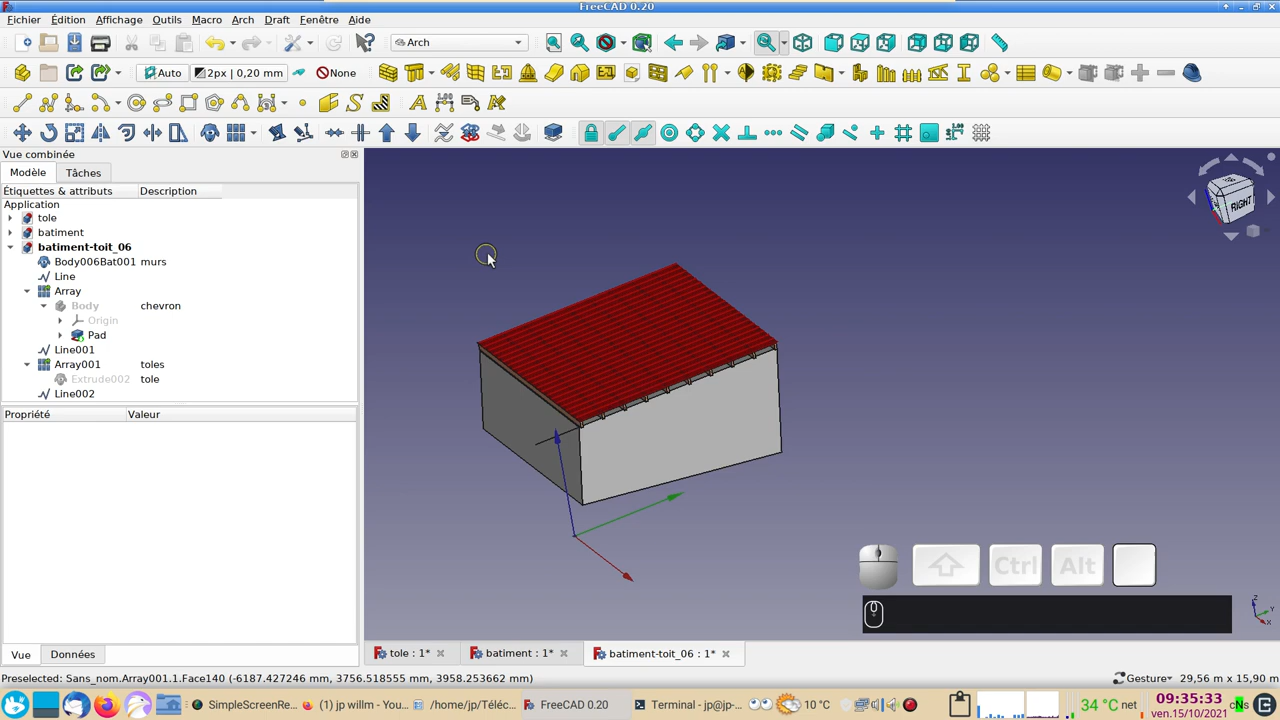 FreeCAD 0.20
Fichier Édition Affichage Outils Macro Arch Draft Fenêtre Aide
Arch
Auto 2px | 0,20 mm None
Vue combinée
Modèle Tâches
Étiquettes & attributs Description
Application
tole
batiment
batiment-toit_06
Body006Bat001 murs
Line
Array
Body chevron
Origin
Pad
Line001
Array001 toles
Extrude002 tole
Line002
Propriété Valeur
RIGHT
Ctrl Alt
Z
Y
X
Vue Données
tole : 1* batiment : 1* batiment-toit_06 : 1*
Preselected: Sans_nom.Array001.1.Face140 (-6187.427246 mm, 3756.518555 mm, 3958.253662 mm)
Gesture 29,56 m x 15,90 m
SimpleScreenRe... (1) jp willm - You... /home/jp/Téléc... FreeCAD 0.20 Terminal — jp@jp-... 10 °C 34 °C net 09:35:33
ven.15/10/2021